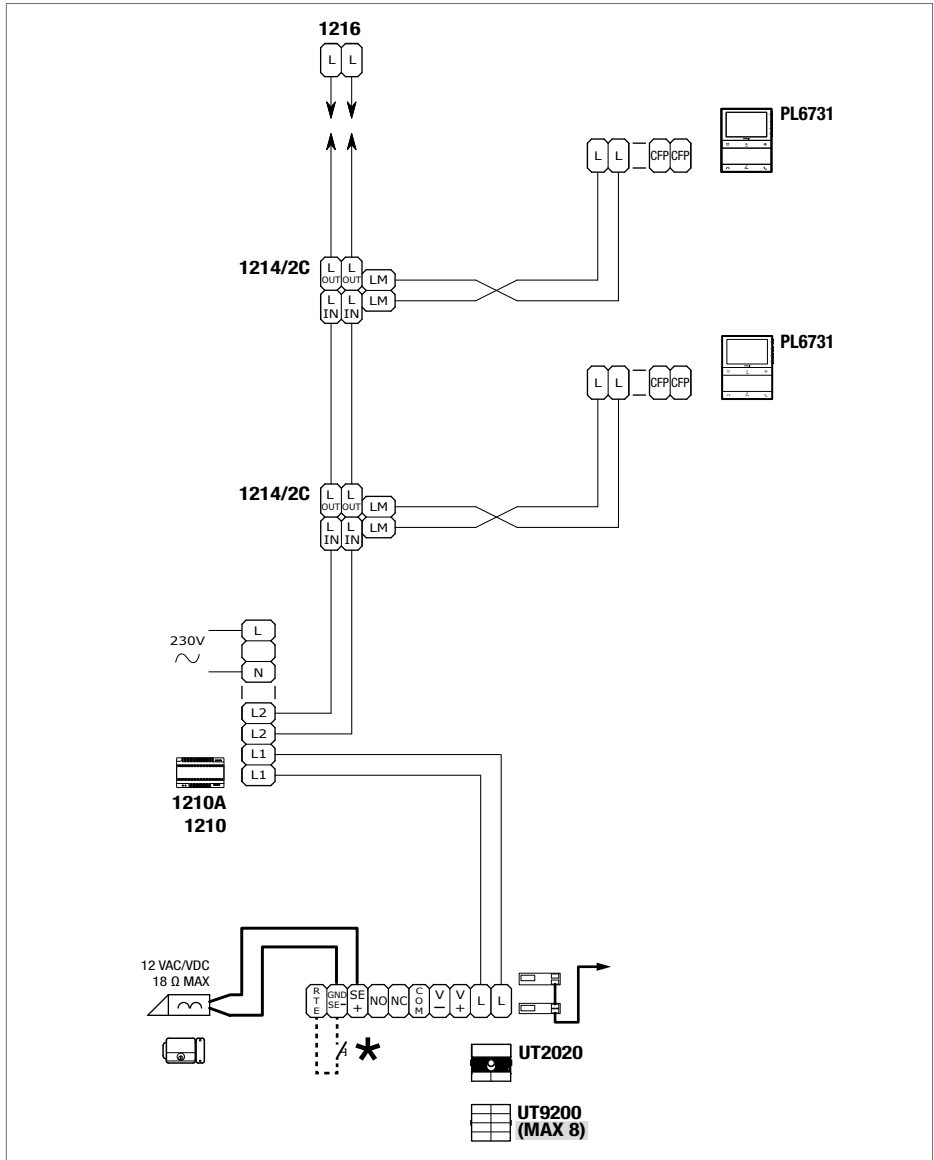 1216
L L
PL6731
L L CFP CFP
1214/2C
L OUT L OUT LM
L IN L IN LM
PL6731
L L CFP CFP
1214/2C
L OUT L OUT LM
L IN L IN LM
230V
L
N
L2
L2
L1
L1
1210A
1210
12 VAC/VDC
18 Ω MAX
RTE GND SE- SE+ NO NC COM V- V+ L L
*
UT2020
UT9200
(MAX 8)